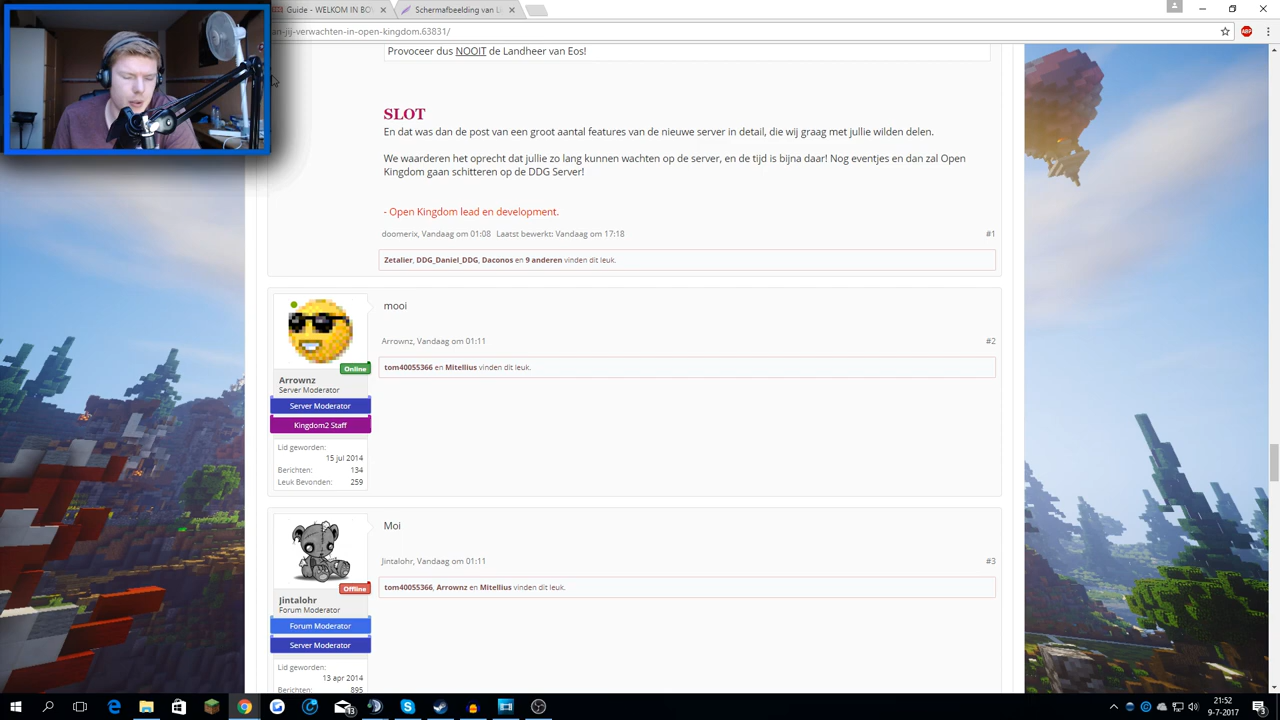 Guide - WELKOM IN BO
Schermafbeelding van L
an-jij-verwachten-in-open-kingdom.63831/
ABP
Provoceer dus NOOIT de Landheer van Eos!
SLOT
En dat was dan de post van een groot aantal features van de nieuwe server in detail, die wij graag met jullie wilden delen.
We waarderen het oprecht dat jullie zo lang kunnen wachten op de server, en de tijd is bijna daar! Nog eventjes en dan zal Open
Kingdom gaan schitteren op de DDG Server!
- Open Kingdom lead en development.
doomerix, Vandaag om 01:08 Laatst bewerkt: Vandaag om 17:18
#1
Zetalier, DDG_Daniel_DDG, Daconos en 9 anderen vinden dit leuk.
mooi
Arrownz, Vandaag om 01:11
#2
tom40055366 en Mitellius vinden dit leuk.
Online
Arrownz
Server Moderator
Server Moderator
Kingdom2 Staff
Lid geworden:
15 jul 2014
Berichten: 134
Leuk Bevonden: 259
Moi
Jintalohr, Vandaag om 01:11
#3
tom40055366, Arrownz en Mitellius vinden dit leuk.
Offline
Jintalohr
Forum Moderator
Forum Moderator
Server Moderator
Lid geworden:
13 apr 2014
Berichten: 895
21:52
9-7-2017